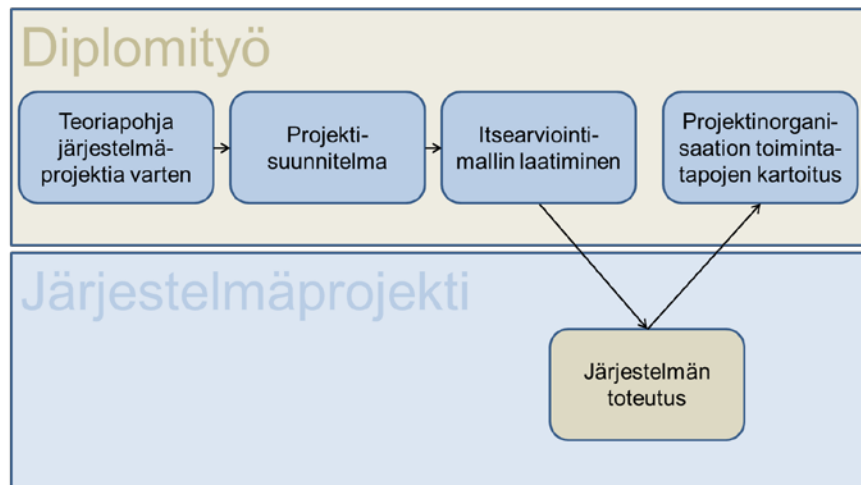 Diplomityö
Teoriapohja
järjestelmä-
projektia varten
Projekti-
suunnitelma
Itsearviointi-
mallin laatiminen
Projektinorgani-
saation toiminta-
tapojen kartoitus
Järjestelmäprojekti
Järjestelmän
toteutus